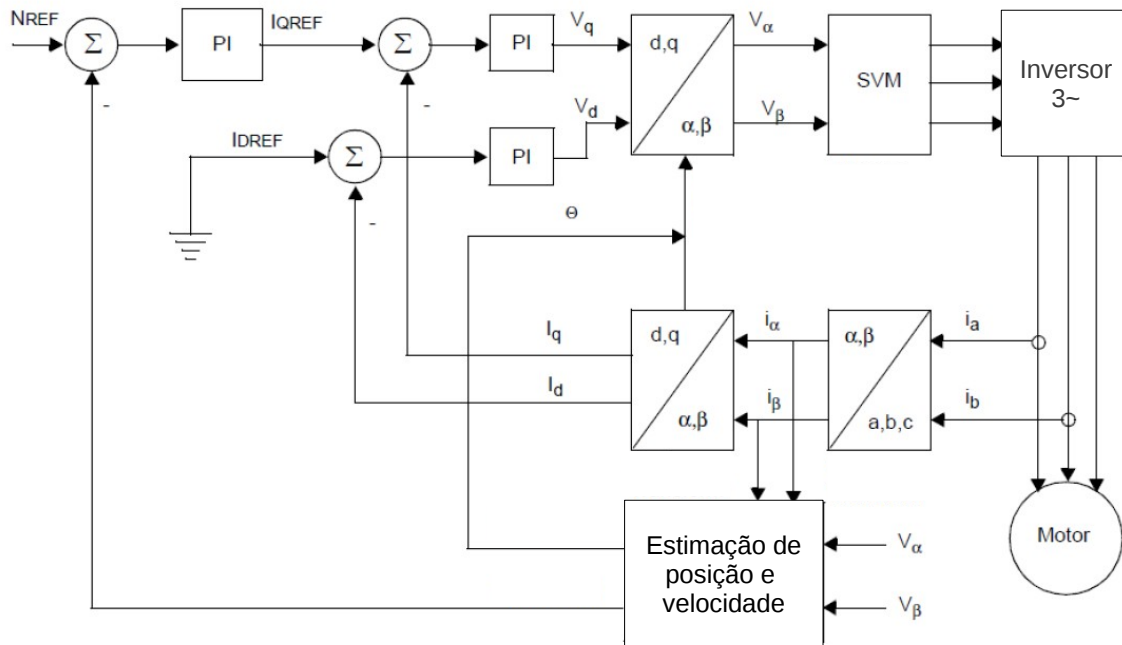 NREF
Σ
-
PI
IQREF
Σ
-
PI
Vq
d,q
α,β
Vα
Vβ
SVM
Inversor
3~
IDREF
Σ
-
PI
Vd
Θ
Iq
Id
d,q
α,β
iα
iβ
α,β
a,b,c
ia
ib
Motor
Estimação de
posição e
velocidade
Vα
Vβ